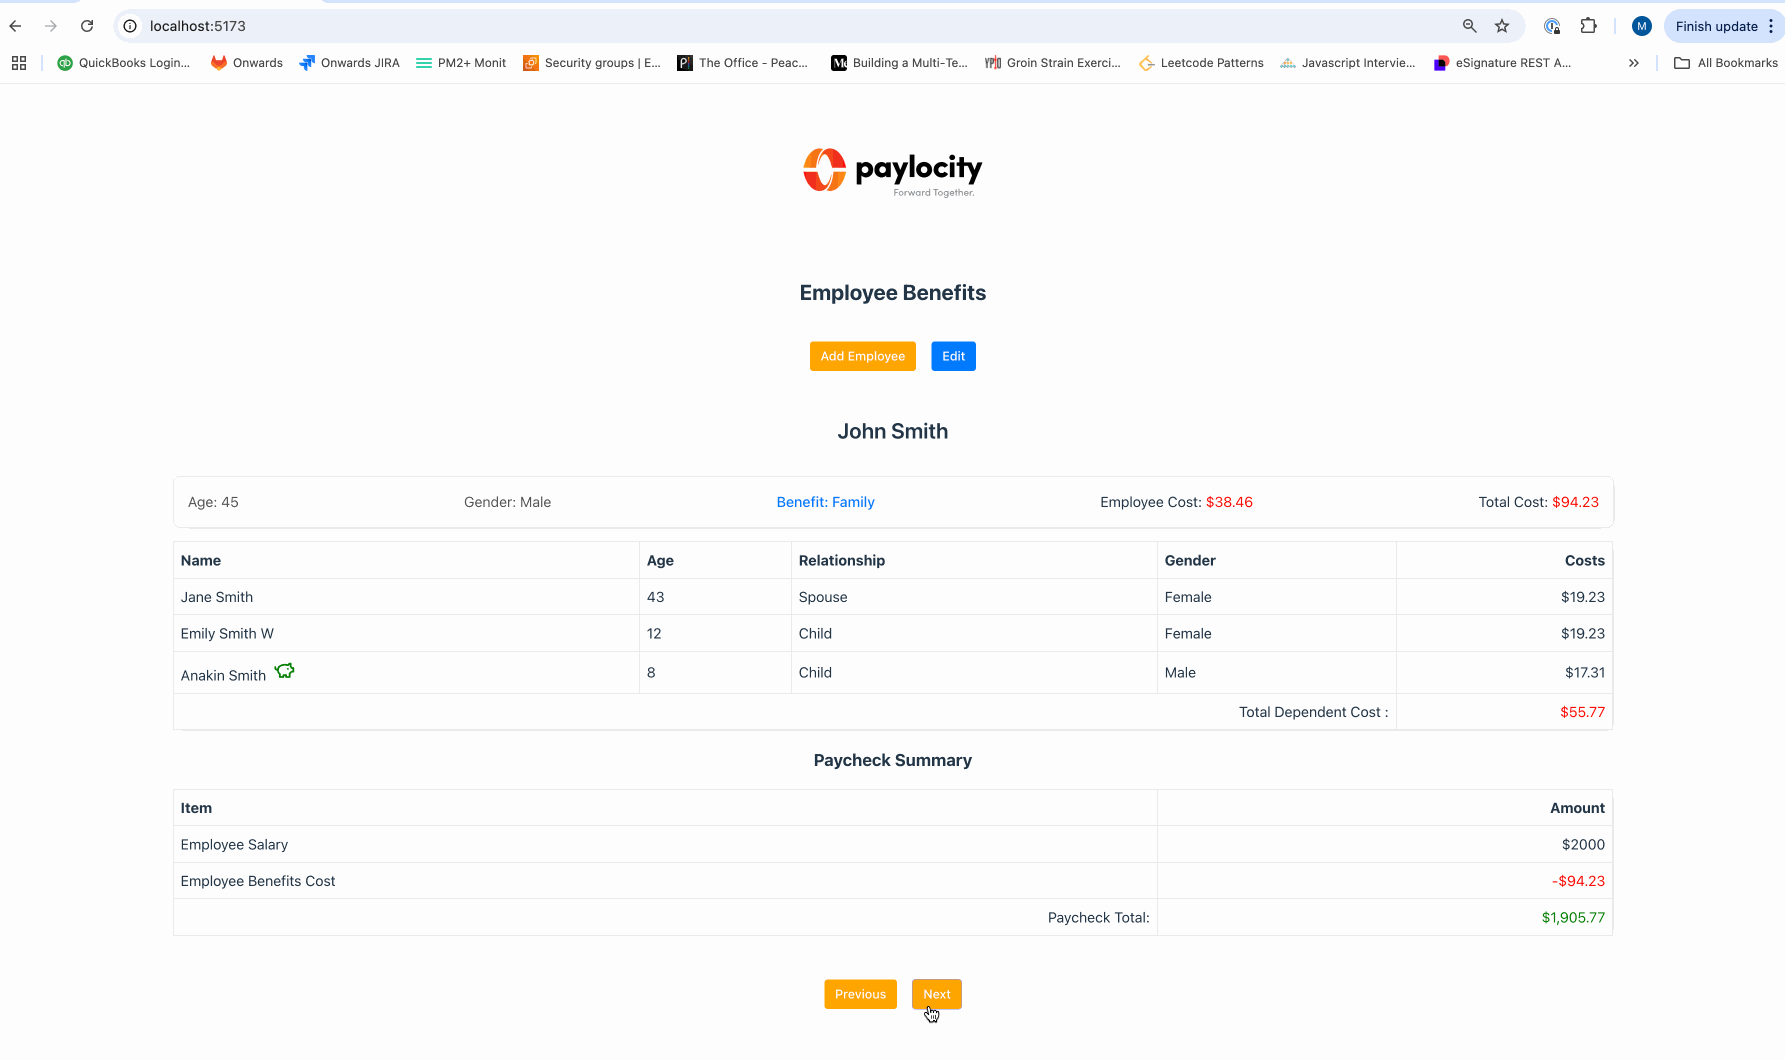 localhost:5173
M
Finish update
QuickBooks Login...
Onwards
Onwards JIRA
PM2+ Monit
Security groups | E...
The Office - Peac...
Building a Multi-Te...
Groin Strain Exerci...
Leetcode Patterns
Javascript Intervie...
eSignature REST A...
All Bookmarks
paylocity
Forward Together.
Employee Benefits
Add Employee Edit
John Smith
Age: 45 Gender: Male Benefit: Family Employee Cost: $38.46 Total Cost: $94.23
Name Age Relationship Gender Costs
Jane Smith 43 Spouse Female $19.23
Emily Smith W 12 Child Female $19.23
Anakin Smith 8 Child Male $17.31
Total Dependent Cost : $55.77
Paycheck Summary
Item Amount
Employee Salary $2000
Employee Benefits Cost -$94.23
Paycheck Total: $1,905.77
Previous Next